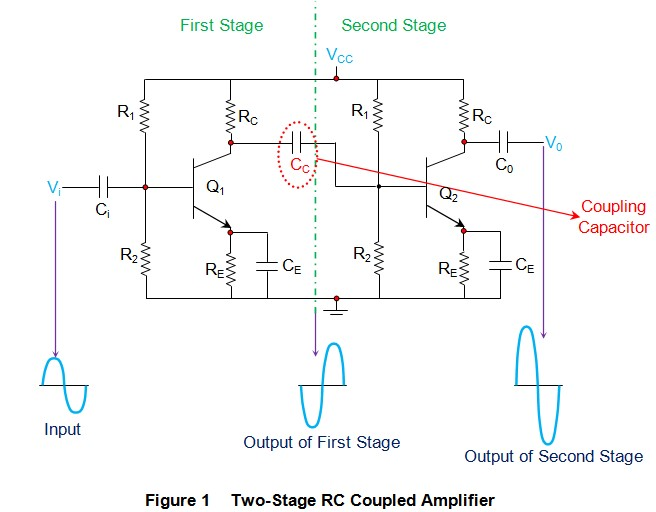 First Stage
Second Stage
VCC
R1
RC
R1
RC
CC
Vi
Ci
Q1
Q2
C0
V0
Coupling
Capacitor
R2
RE
CE
R2
RE
CE
Input
Output of First Stage
Output of Second Stage
Figure 1 Two-Stage RC Coupled Amplifier